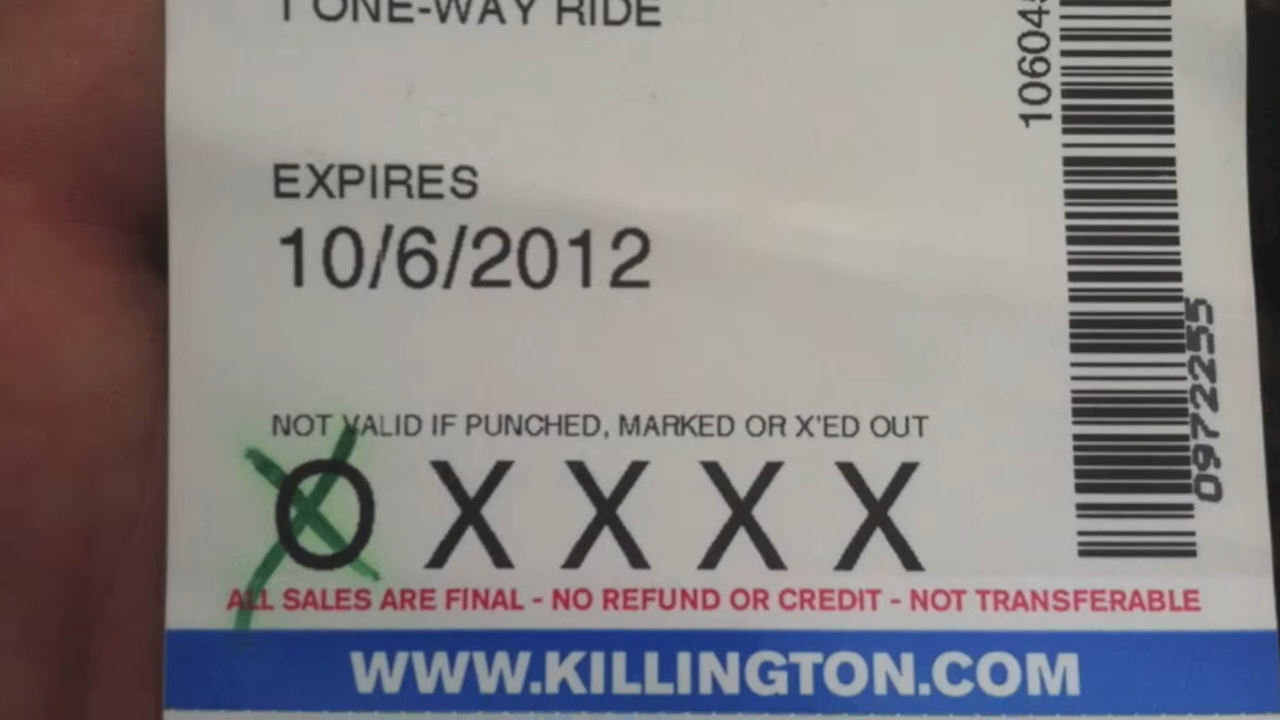 1 ONE-WAY RIDE
EXPIRES
10/6/2012
NOT VALID IF PUNCHED, MARKED OR X'ED OUT
O X X X X
ALL SALES ARE FINAL - NO REFUND OR CREDIT - NOT TRANSFERABLE
WWW.KILLINGTON.COM
0972255